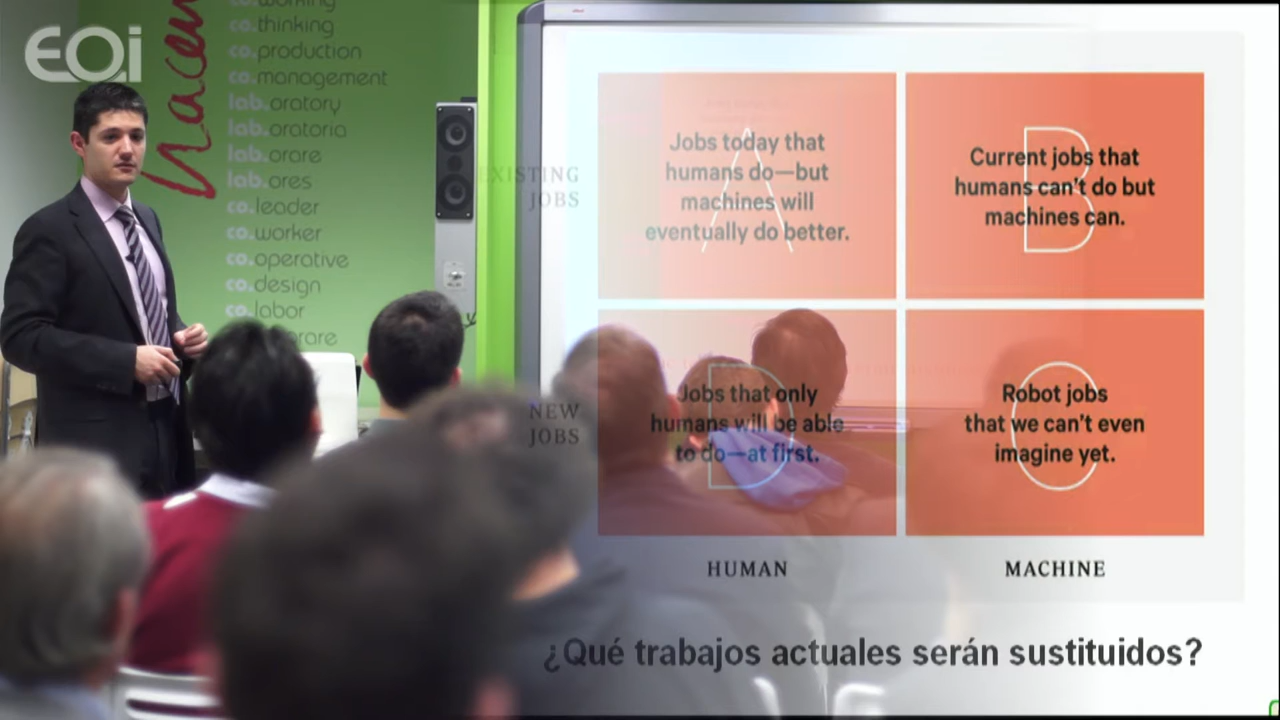 EOi
co.working
co.thinking
co.production
co.management
lab.oratory
lab.oratoria
lab.orare
lab.ores
co.leader
co.worker
co.operative
co.design
co.labor
Hacem
EXISTING
JOBS
A
Jobs today that
humans do—but
machines will
eventually do better.
B
Current jobs that
humans can't do but
machines can.
NEW
JOBS
D
Jobs that only
humans will be able
to do—at first.
C
Robot jobs
that we can't even
imagine yet.
HUMAN
MACHINE
¿Qué trabajos actuales serán sustituidos?